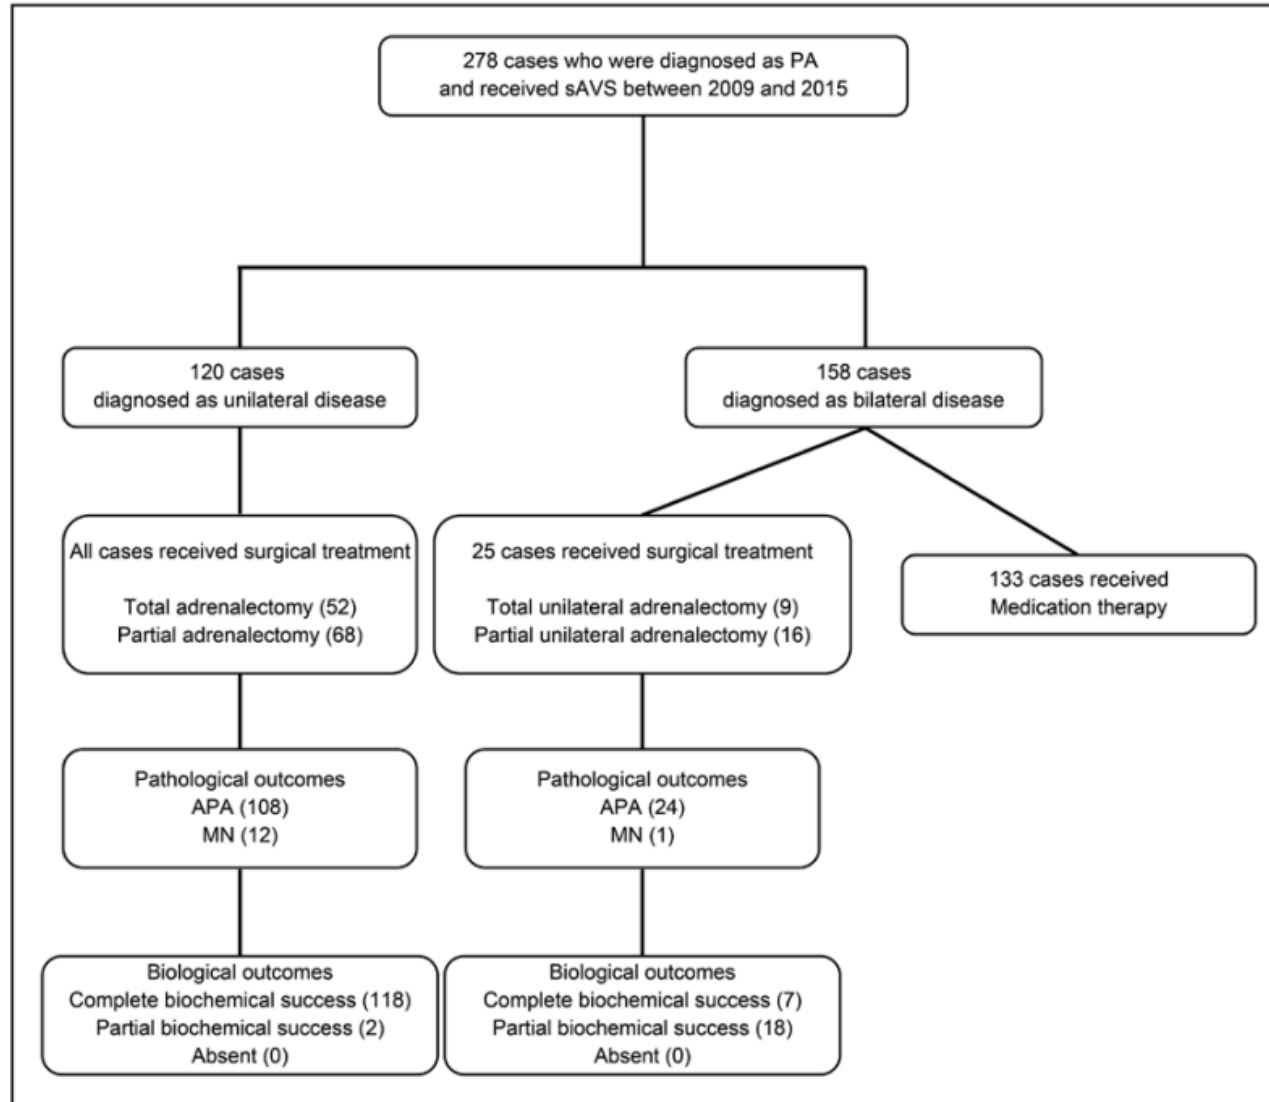 278 cases who were diagnosed as PA
and received sAVS between 2009 and 2015
120 cases
diagnosed as unilateral disease
158 cases
diagnosed as bilateral disease
All cases received surgical treatment
Total adrenalectomy (52)
Partial adrenalectomy (68)
25 cases received surgical treatment
Total unilateral adrenalectomy (9)
Partial unilateral adrenalectomy (16)
133 cases received
Medication therapy
Pathological outcomes
APA (108)
MN (12)
Pathological outcomes
APA (24)
MN (1)
Biological outcomes
Complete biochemical success (118)
Partial biochemical success (2)
Absent (0)
Biological outcomes
Complete biochemical success (7)
Partial biochemical success (18)
Absent (0)